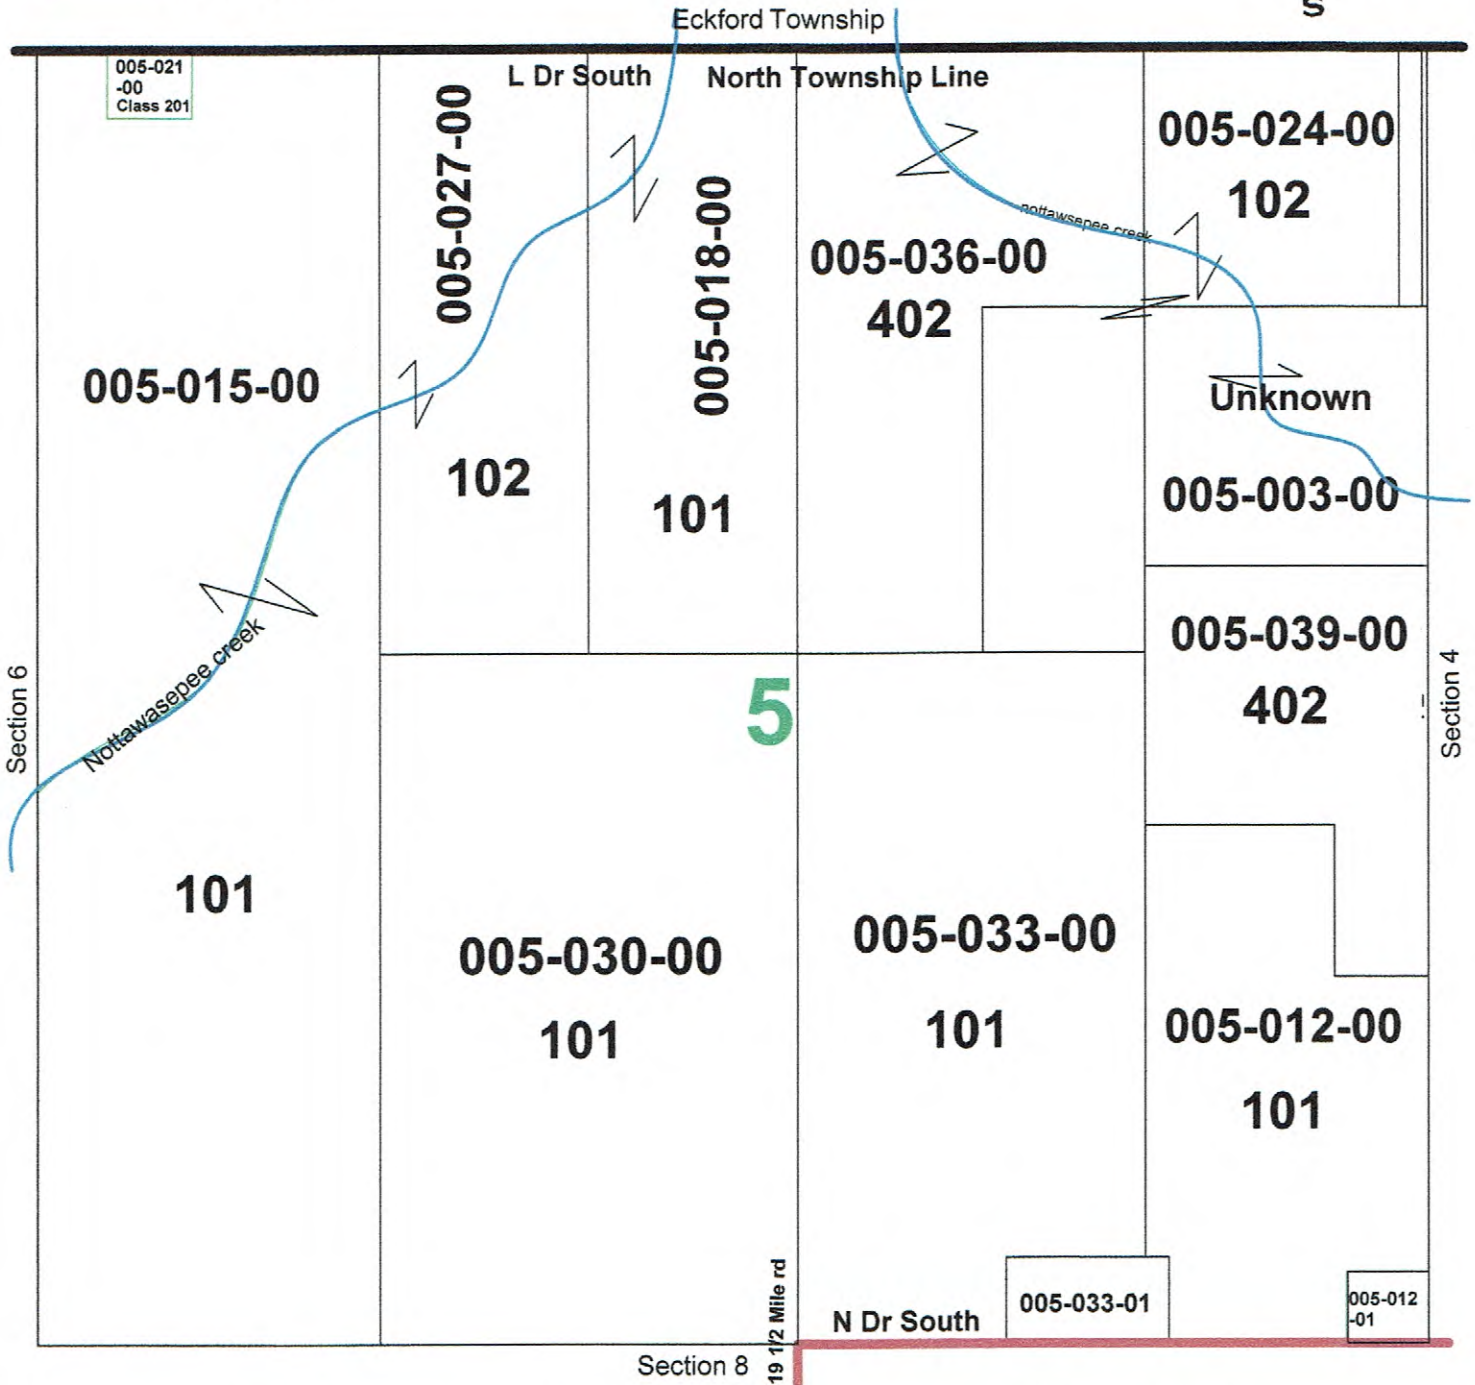 S
Eckford Township
005-021
-00
Class 201
L Dr South
North Township Line
005-027-00
005-018-00
005-024-00
102
nottawsepee creek
005-036-00
402
005-015-00
Unknown
102
101
005-003-00
Nottawasepee creek
005-039-00
402
Section 6
5
Section 4
101
005-030-00
101
005-033-00
101
005-012-00
101
19 1/2 Mile rd
N Dr South
005-033-01
005-012
-01
Section 8